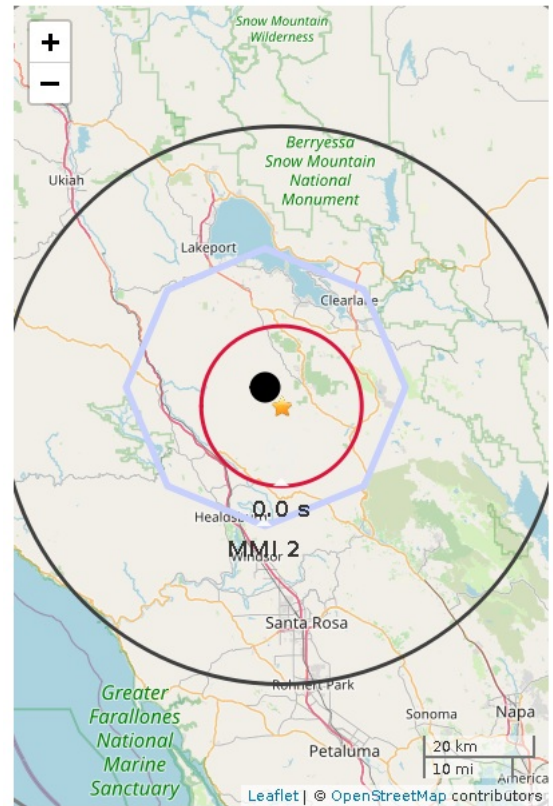 +
−
Snow Mountain
Wilderness
Berryessa
Snow Mountain
National
Monument
Ukiah
Lakeport
Clearlake
0.0 s
MMI 2
Windsor
Santa Rosa
Rohnert Park
Greater
Farallones
National
Marine
Sanctuary
Sonoma
Napa
Petaluma
20 km
10 mi
America
Leaflet | © OpenStreetMap contributors